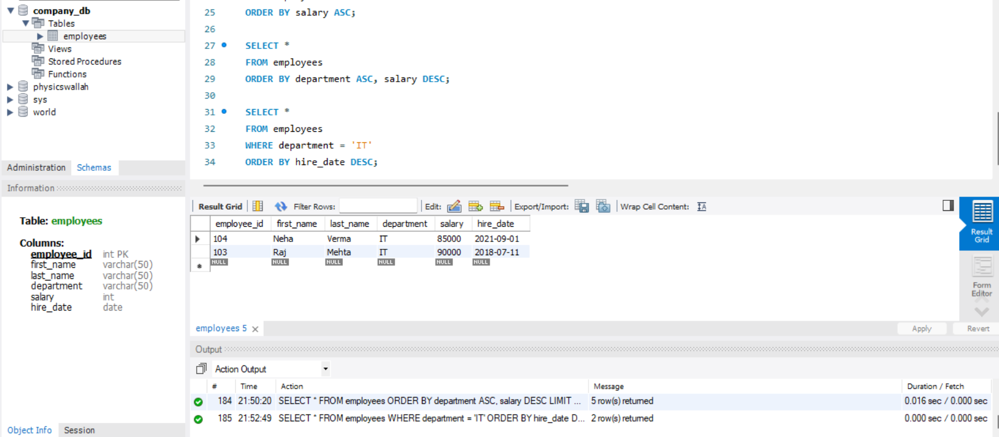 company_db
Tables
employees
Views
Stored Procedures
Functions
physicswallah
sys
world
Administration Schemas
Information
Table: employees
Columns:
employee_id int PK
first_name varchar(50)
last_name varchar(50)
department varchar(50)
salary int
hire_date date
Object Info Session
25 ORDER BY salary ASC;
26
27 SELECT *
28 FROM employees
29 ORDER BY department ASC, salary DESC;
30
31 SELECT *
32 FROM employees
33 WHERE department = 'IT'
34 ORDER BY hire_date DESC;
Result Grid Filter Rows: Edit: Export/Import: Wrap Cell Content:
employee_id first_name last_name department salary hire_date
104 Neha Verma IT 85000 2021-09-01
103 Raj Mehta IT 90000 2018-07-11
NULL NULL NULL NULL NULL NULL
Result
Grid
Form
Editor
employees 5 Apply Revert
Output
Action Output
# Time Action Message Duration / Fetch
184 21:50:20 SELECT * FROM employees ORDER BY department ASC, salary DESC LIMIT ... 5 row(s) returned 0.016 sec / 0.000 sec
185 21:52:49 SELECT * FROM employees WHERE department = 'IT' ORDER BY hire_date D... 2 row(s) returned 0.000 sec / 0.000 sec